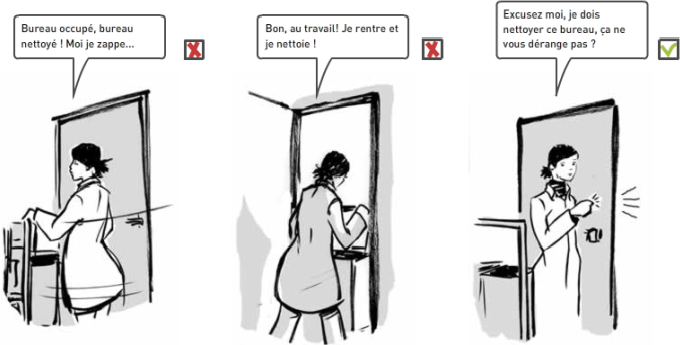 Bureau occupé, bureau
nettoyé ! Moi je zappe...
Bon, au travail! Je rentre et
je nettoie !
Excusez moi, je dois
nettoyer ce bureau, ça ne
vous dérange pas ?